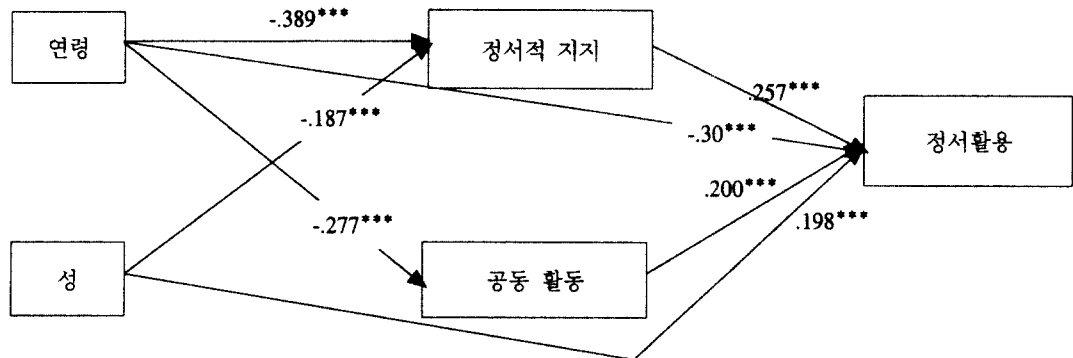 -.389***
연령
정서적 지지
.257***
-.187***
-.30***
정서활용
.200***
-.277***
.198***
성
공동 활동